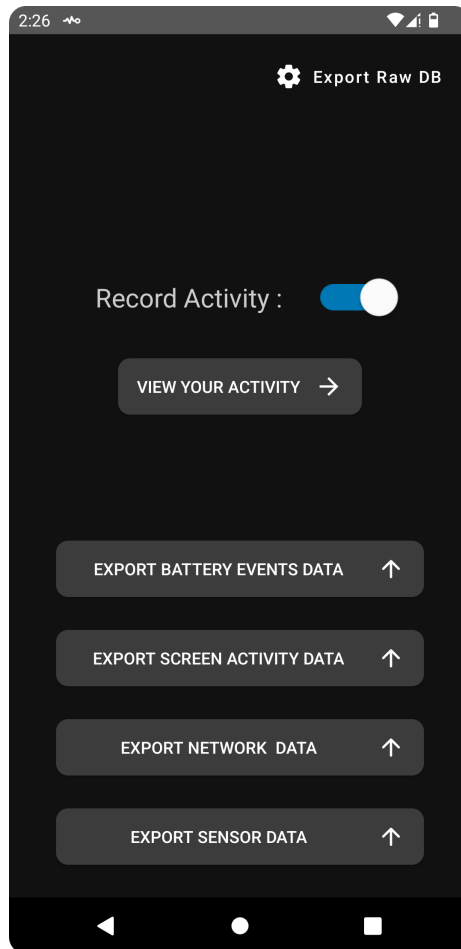 2:26
Export Raw DB
Record Activity :
VIEW YOUR ACTIVITY
EXPORT BATTERY EVENTS DATA
EXPORT SCREEN ACTIVITY DATA
EXPORT NETWORK  DATA
EXPORT SENSOR DATA